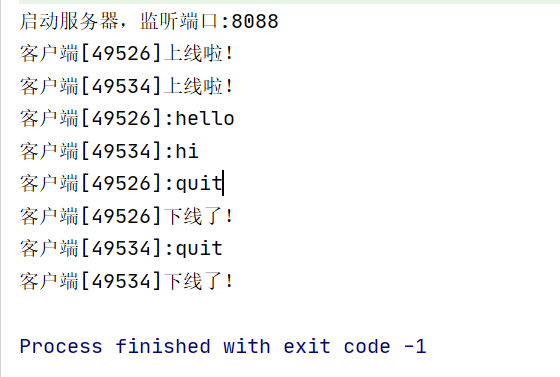 启动服务器，监听端口:8088
客户端[49526]上线啦！
客户端[49534]上线啦！
客户端[49526]:hello
客户端[49534]:hi
客户端[49526]:quit
客户端[49526]下线了！
客户端[49534]:quit
客户端[49534]下线了！
Process finished with exit code -1